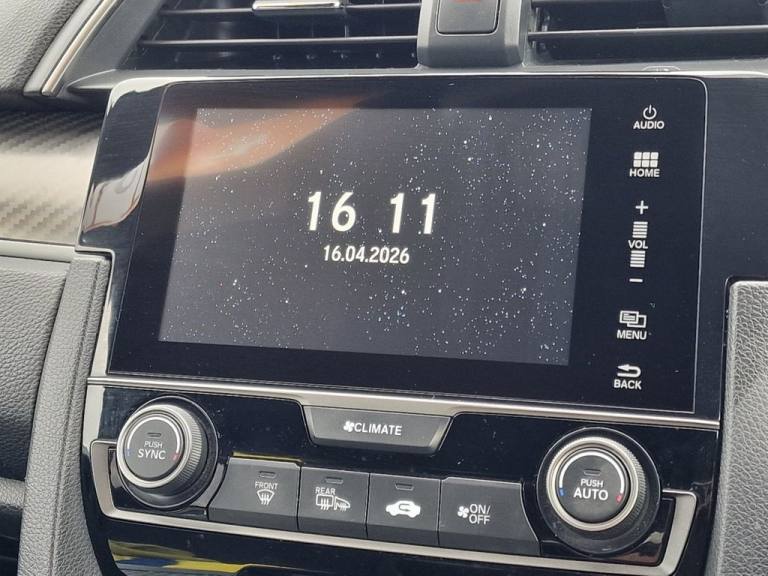 AUDIO
HOME
+
VOL
−
MENU
BACK
16 11
16.04.2026
CLIMATE
PUSH
SYNC
FRONT
REAR
ON/
OFF
PUSH
AUTO